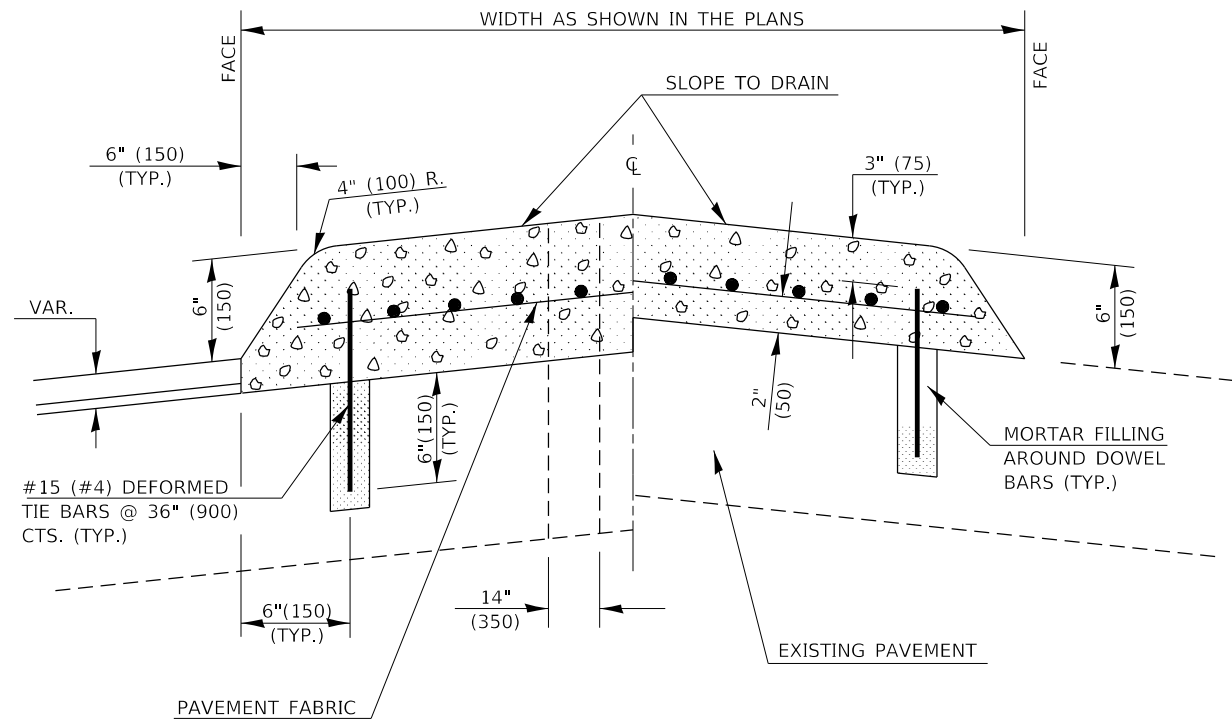 WIDTH AS SHOWN IN THE PLANS
FACE
FACE
SLOPE TO DRAIN
6" (150)
(TYP.)
4" (100) R.
(TYP.)
℄
3" (75)
(TYP.)
6"
(150)
VAR.
6"
(150)
2"
(50)
6"(150)
(TYP.)
MORTAR FILLING
AROUND DOWEL
BARS (TYP.)
#15 (#4) DEFORMED
TIE BARS @ 36" (900)
CTS. (TYP.)
6"(150)
(TYP.)
14"
(350)
EXISTING PAVEMENT
PAVEMENT FABRIC